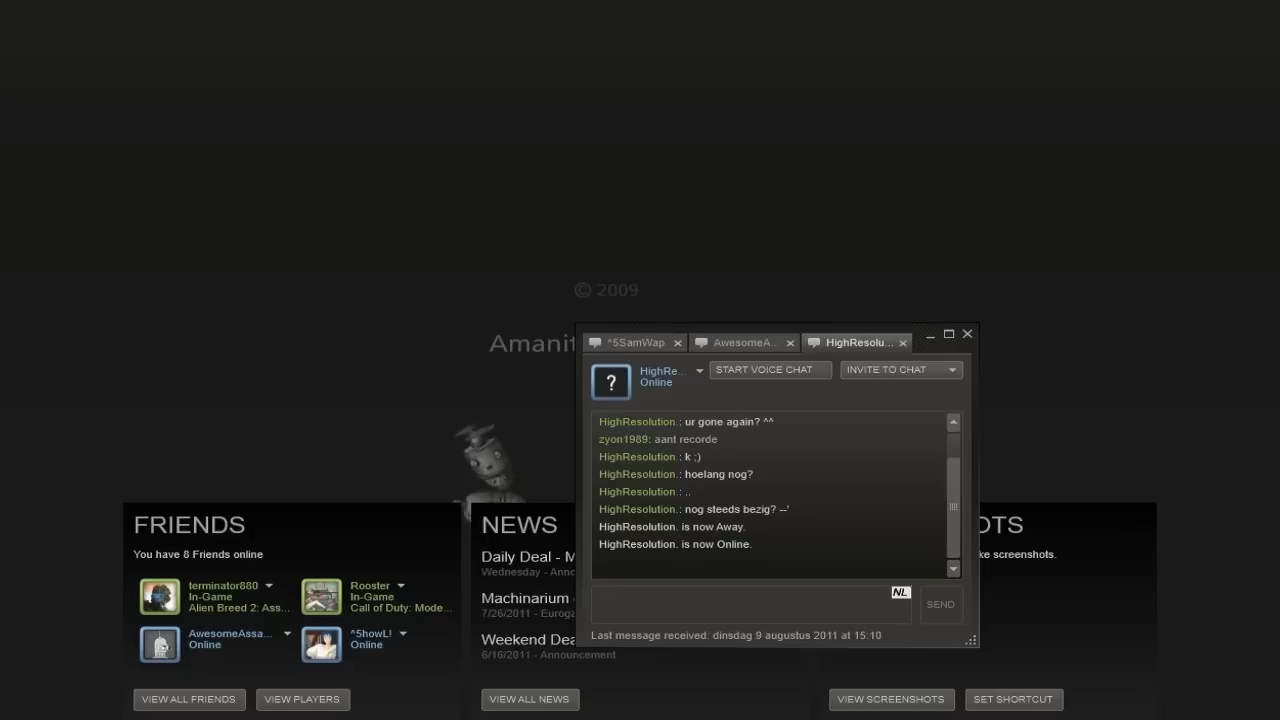 © 2009
Amanit
^5SamWap
AwesomeA...
HighResolu...
HighRe...
Online
START VOICE CHAT
INVITE TO CHAT
?
HighResolution.: ur gone again? ^^
zyon1989: aant recorde
HighResolution.: k ;)
HighResolution.: hoelang nog?
HighResolution.: ..
HighResolution.: nog steeds bezig? --'
HighResolution. is now Away.
HighResolution. is now Online.
NL
SEND
Last message received: dinsdag 9 augustus 2011 at 15:10
FRIENDS
You have 8 Friends online
terminator880
In-Game
Alien Breed 2: Ass...
Rooster
In-Game
Call of Duty: Mode...
AwesomeAssa...
Online
^5howL!
Online
VIEW ALL FRIENDS
VIEW PLAYERS
NEWS
Daily Deal - M
Wednesday - Anno
Machinarium
7/26/2011 - Euroga
Weekend Dea
6/16/2011 - Announcement
VIEW ALL NEWS
OTS
ke screenshots.
VIEW SCREENSHOTS
SET SHORTCUT